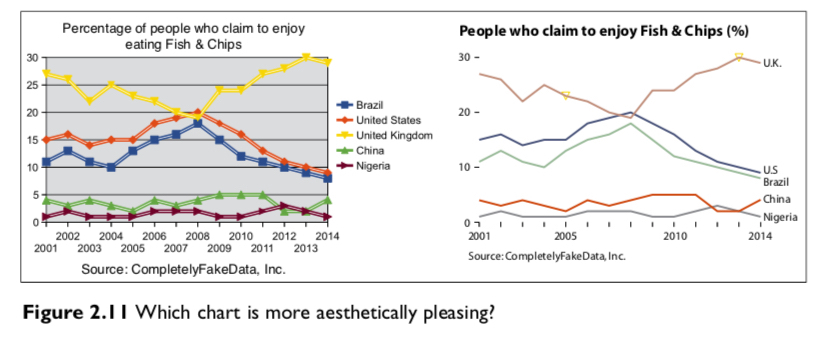 Percentage of people who claim to enjoy
eating Fish & Chips
30
25
20
15
10
5
0
2002 2004 2006 2008 2010 2012 2014
2001 2003 2005 2007 2009 2011 2013
Brazil
United States
United Kingdom
China
Nigeria
Source: CompletelyFakeData, Inc.
People who claim to enjoy Fish & Chips (%)
30
20
10
0
U.K.
U.S
Brazil
China
Nigeria
2001 2005 2010 2014
Source: CompletelyFakeData, Inc.
Figure 2.11 Which chart is more aesthetically pleasing?